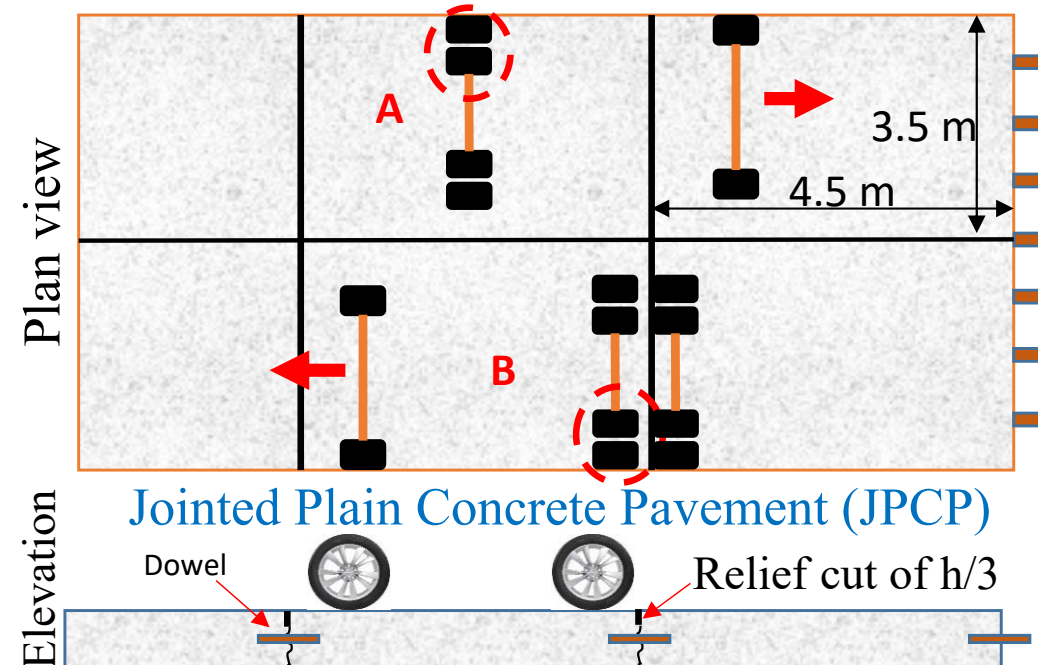 Plan view
A
3.5 m
4.5 m
B
Jointed Plain Concrete Pavement (JPCP)
Elevation
Dowel
Relief cut of h/3